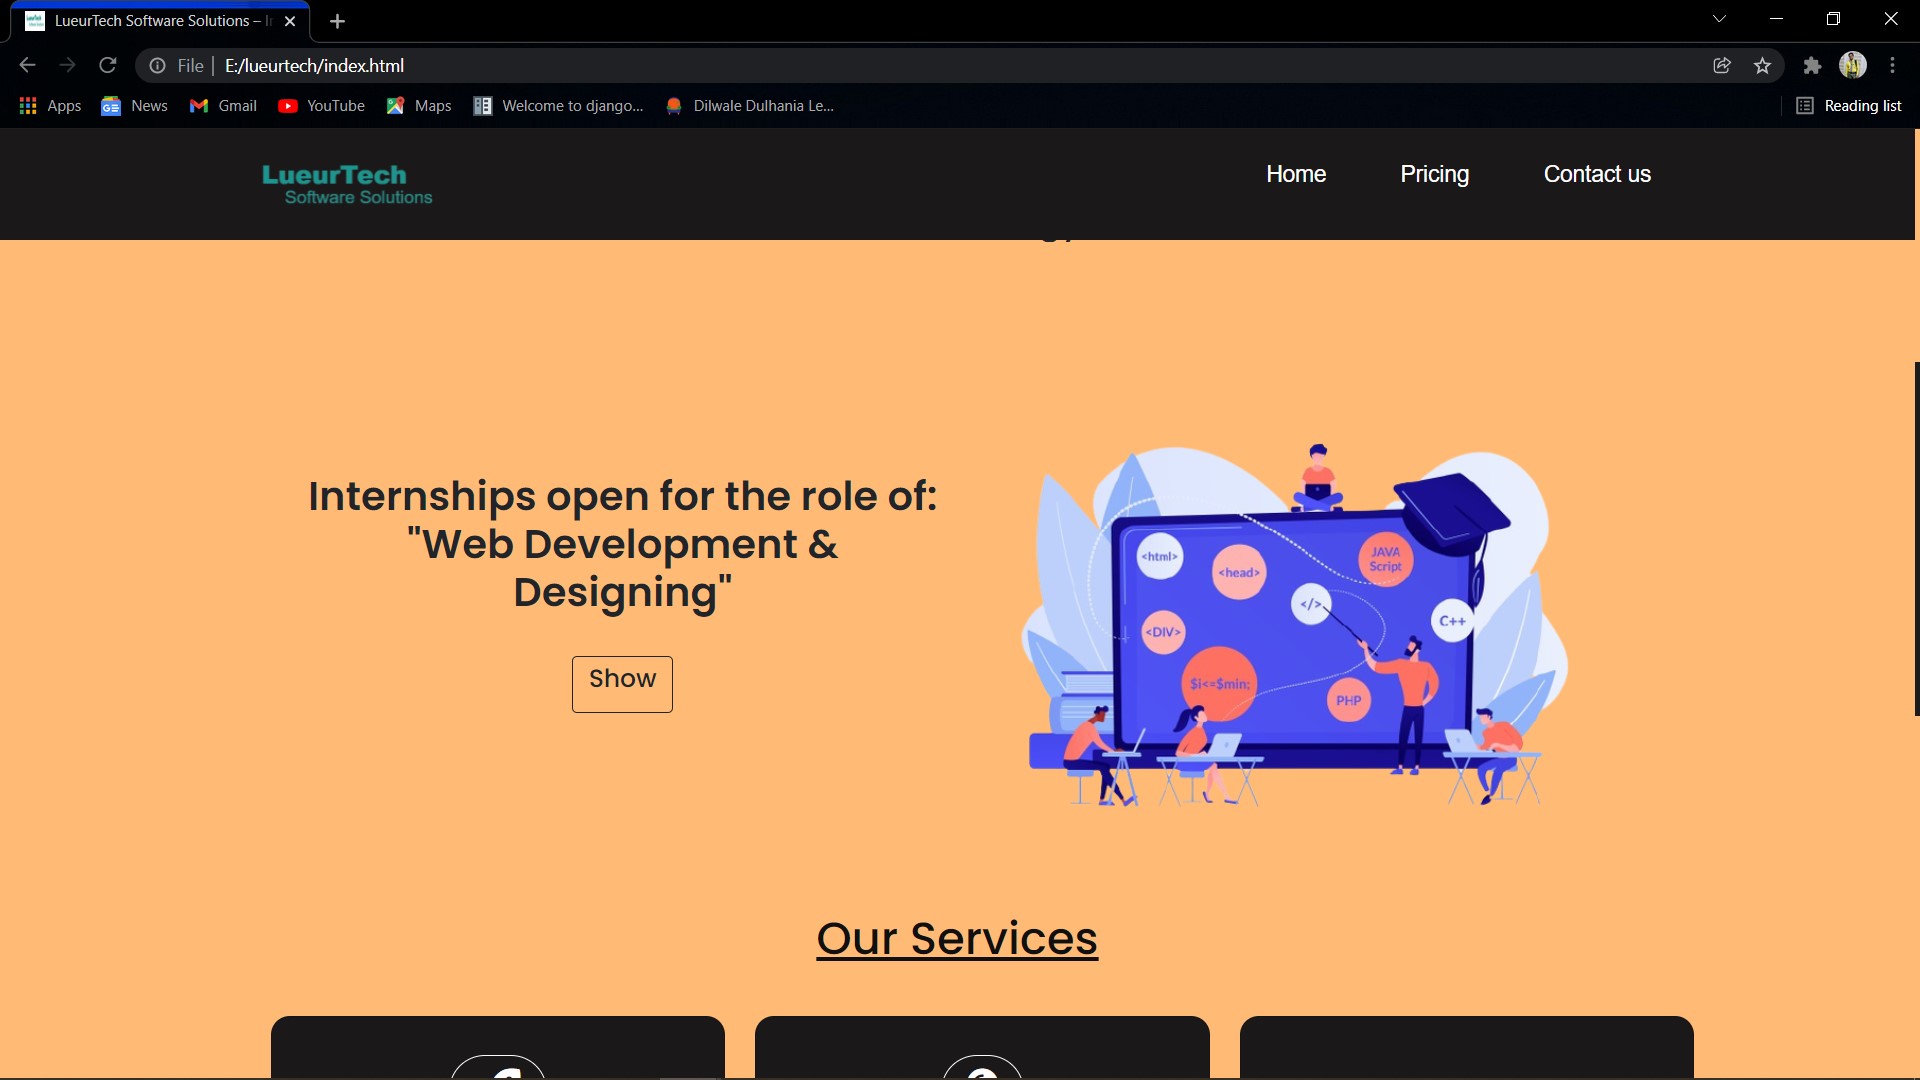 LueurTech Software Solutions – In
File E:/lueurtech/index.html
Apps News Gmail YouTube Maps Welcome to django... Dilwale Dulhania Le... Reading list
LueurTech
Software Solutions
Home Pricing Contact us
Internships open for the role of:
"Web Development &
Designing"
Show
<html>
<head>
JAVA
Script
</>
C++
<DIV>
$i<=$min;
PHP
Our Services